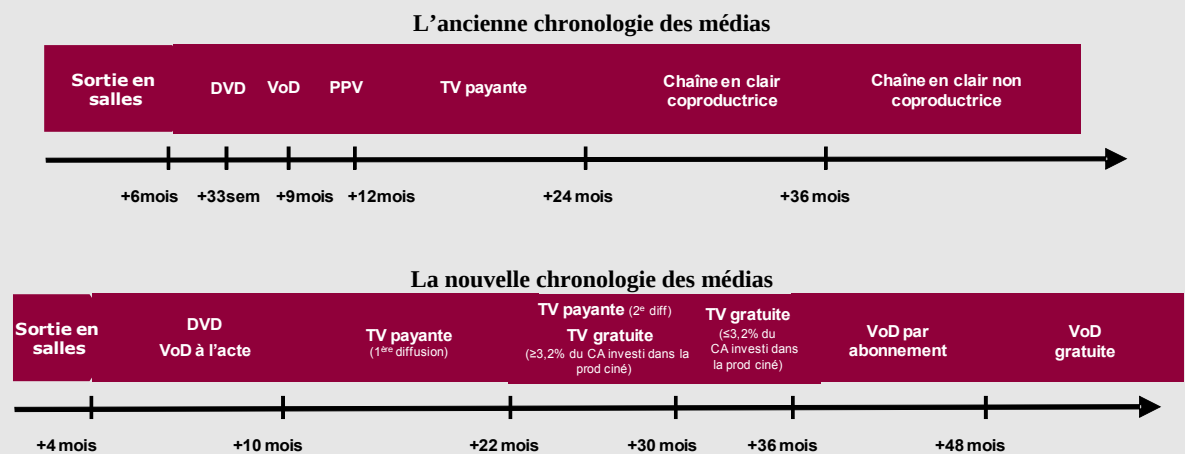 L’ancienne chronologie des médias
Sortie en
salles
DVD
VoD
PPV
TV payante
Chaîne en clair
coproductrice
Chaîne en clair non
coproductrice
+6mois
+33sem
+9mois
+12mois
+24 mois
+36 mois
La nouvelle chronologie des médias
Sortie en
salles
DVD
VoD à l’acte
TV payante
(1ère diffusion)
TV payante (2e diff)
TV gratuite
(≥3,2% du CA investi dans la
prod ciné)
TV gratuite
(≤3,2% du
CA investi dans
la prod ciné)
VoD par
abonnement
VoD
gratuite
+4 mois
+10 mois
+22 mois
+30 mois
+36 mois
+48 mois